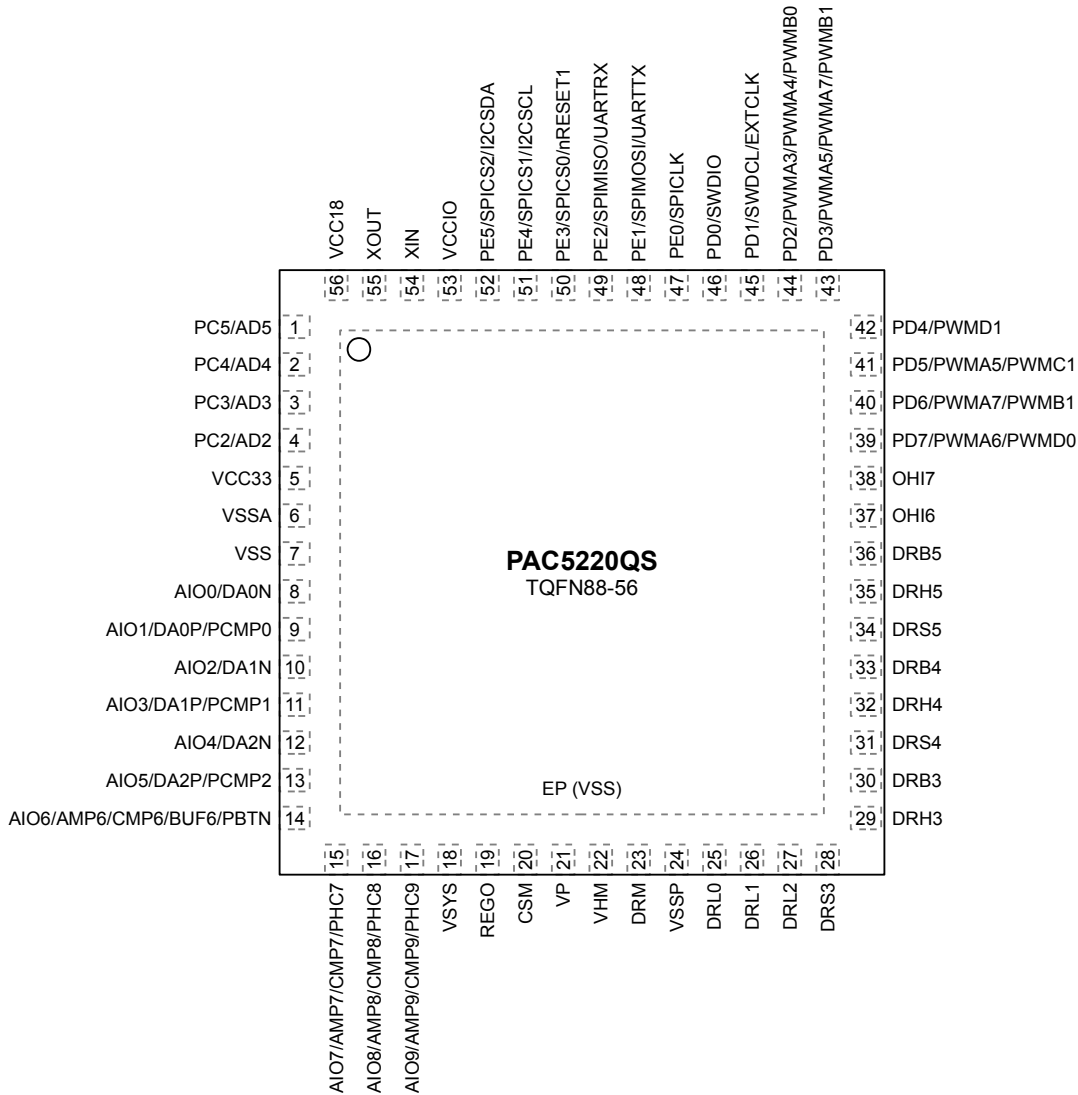 VCC18
XOUT
XIN
VCCIO
PE5/SPICS2/I2CSDA
PE4/SPICS1/I2CSCL
PE3/SPICS0/nRESET1
PE2/SPIMISO/UARTRX
PE1/SPIMOSI/UARTTX
PE0/SPICLK
PD0/SWDIO
PD1/SWDCL/EXTCLK
PD2/PWMA3/PWMA4/PWMB0
PD3/PWMA5/PWMA7/PWMB1
56
55
54
53
52
51
50
49
48
47
46
45
44
43
PC5/AD5 1
PC4/AD4 2
PC3/AD3 3
PC2/AD2 4
VCC33 5
VSSA 6
VSS 7
AIO0/DA0N 8
AIO1/DA0P/PCMP0 9
AIO2/DA1N 10
AIO3/DA1P/PCMP1 11
AIO4/DA2N 12
AIO5/DA2P/PCMP2 13
AIO6/AMP6/CMP6/BUF6/PBTN 14
PAC5220QS
TQFN88-56
EP (VSS)
42 PD4/PWMD1
41 PD5/PWMA5/PWMC1
40 PD6/PWMA7/PWMB1
39 PD7/PWMA6/PWMD0
38 OHI7
37 OHI6
36 DRB5
35 DRH5
34 DRS5
33 DRB4
32 DRH4
31 DRS4
30 DRB3
29 DRH3
15
16
17
18
19
20
21
22
23
24
25
26
27
28
AIO7/AMP7/CMP7/PHC7
AIO8/AMP8/CMP8/PHC8
AIO9/AMP9/CMP9/PHC9
VSYS
REGO
CSM
VP
VHM
DRM
VSSP
DRL0
DRL1
DRL2
DRS3